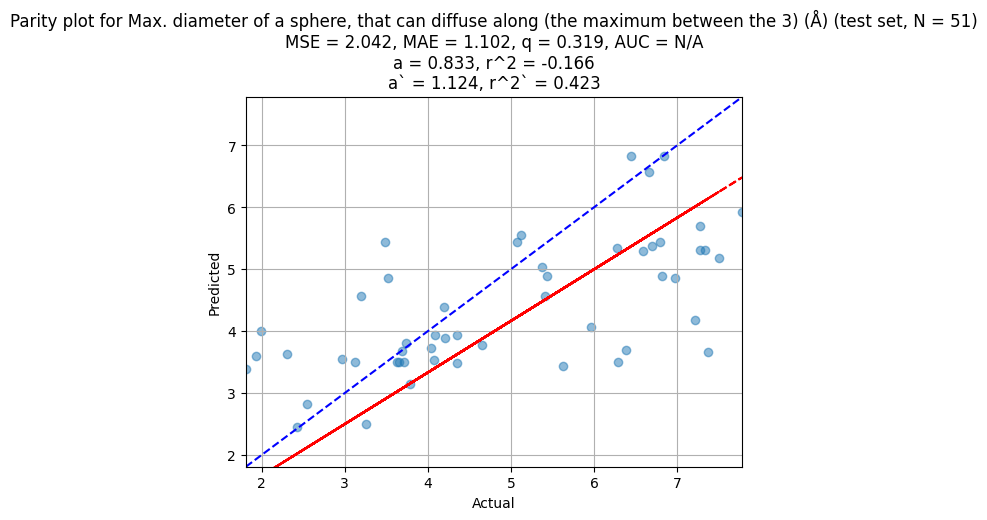 Parity plot for Max. diameter of a sphere, that can diffuse along (the maximum between the 3) (Å) (test set, N = 51)
MSE = 2.042, MAE = 1.102, q = 0.319, AUC = N/A
a = 0.833, r^2 = -0.166
a` = 1.124, r^2` = 0.423
7
6
5
4
3
2
Predicted
2 3 4 5 6 7
Actual